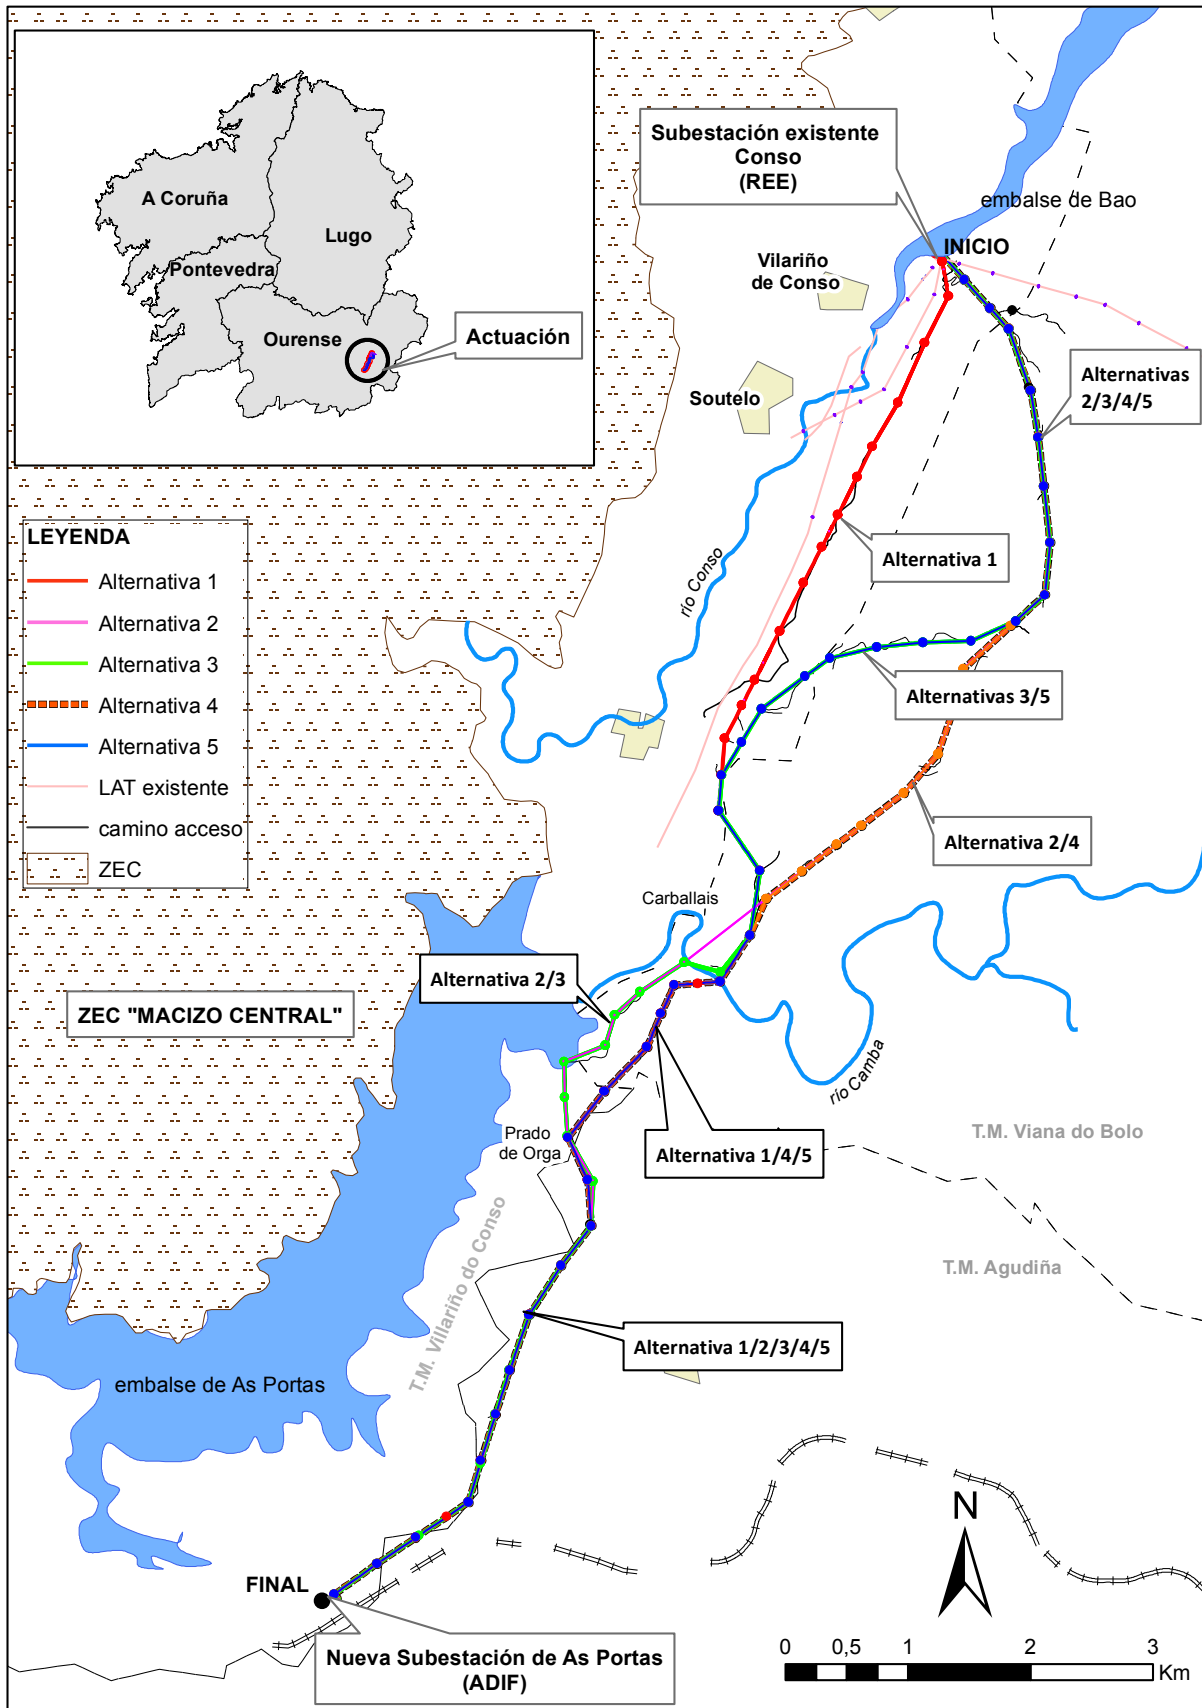 A Coruña
Lugo
Pontevedra
Ourense
Actuación
Subestación existente
Conso
(REE)
embalse de Bao
INICIO
Vilariño
de Conso
Soutelo
Alternativas
2/3/4/5
LEYENDA
Alternativa 1
Alternativa 2
Alternativa 3
Alternativa 4
Alternativa 5
LAT existente
camino acceso
ZEC
río Conso
Alternativa 1
Alternativas 3/5
Alternativa 2/4
Carballais
Alternativa 2/3
ZEC "MACIZO CENTRAL"
río Camba
Prado
de Orga
Alternativa 1/4/5
T.M. Viana do Bolo
T.M. Villariño do Conso
T.M. Agudiña
Alternativa 1/2/3/4/5
embalse de As Portas
FINAL
Nueva Subestación de As Portas
(ADIF)
N
0 0,5 1 2 3
Km